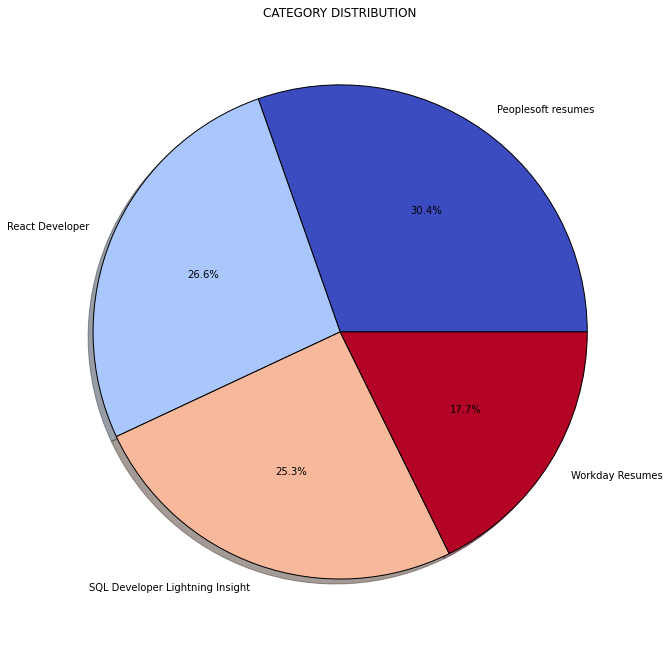 CATEGORY DISTRIBUTION
Peoplesoft resumes
30.4%
React Developer
26.6%
17.7%
25.3%
Workday Resumes
SQL Developer Lightning Insight